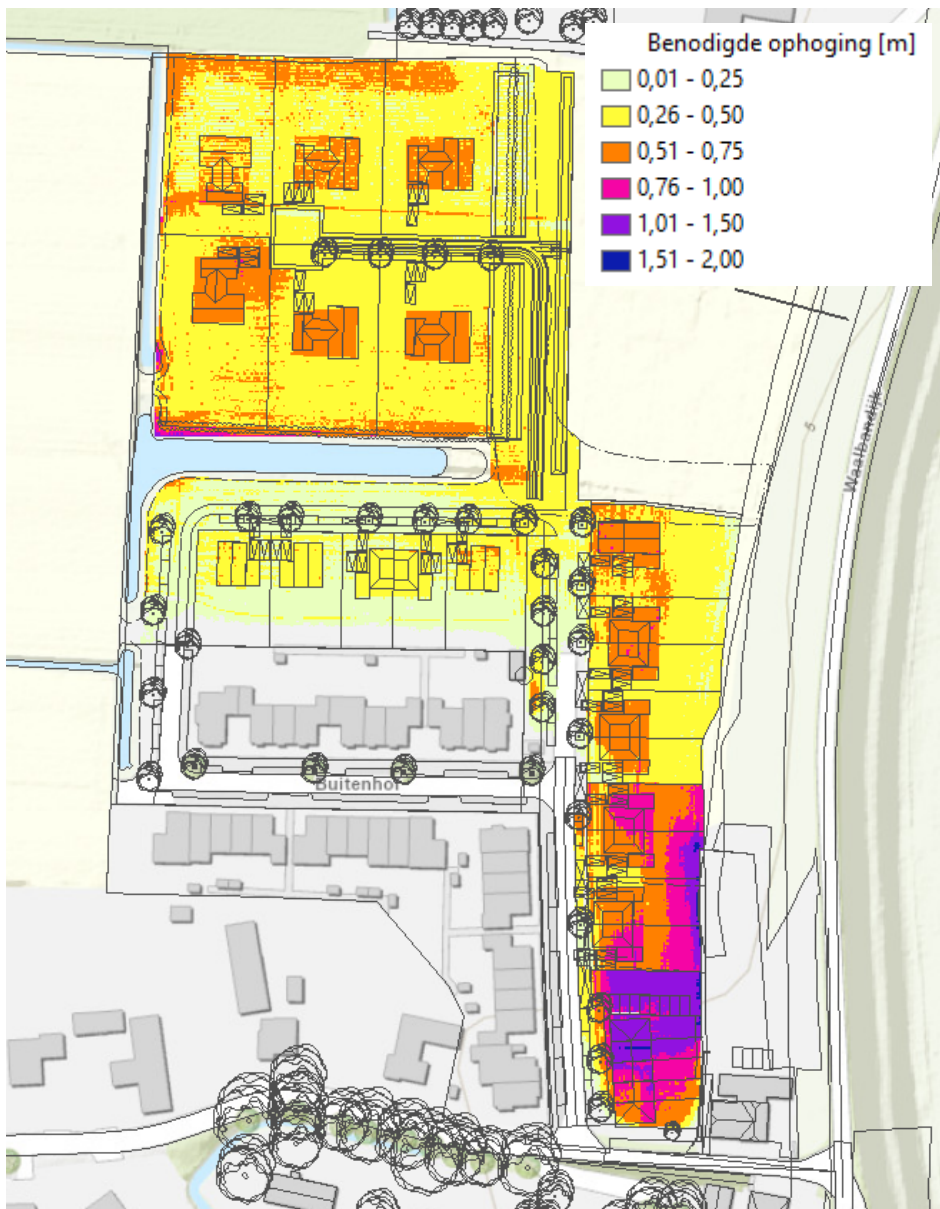 Benodigde ophoging [m]
0,01 - 0,25
0,26 - 0,50
0,51 - 0,75
0,76 - 1,00
1,01 - 1,50
1,51 - 2,00
5
Waalbandijk
Buitenhof